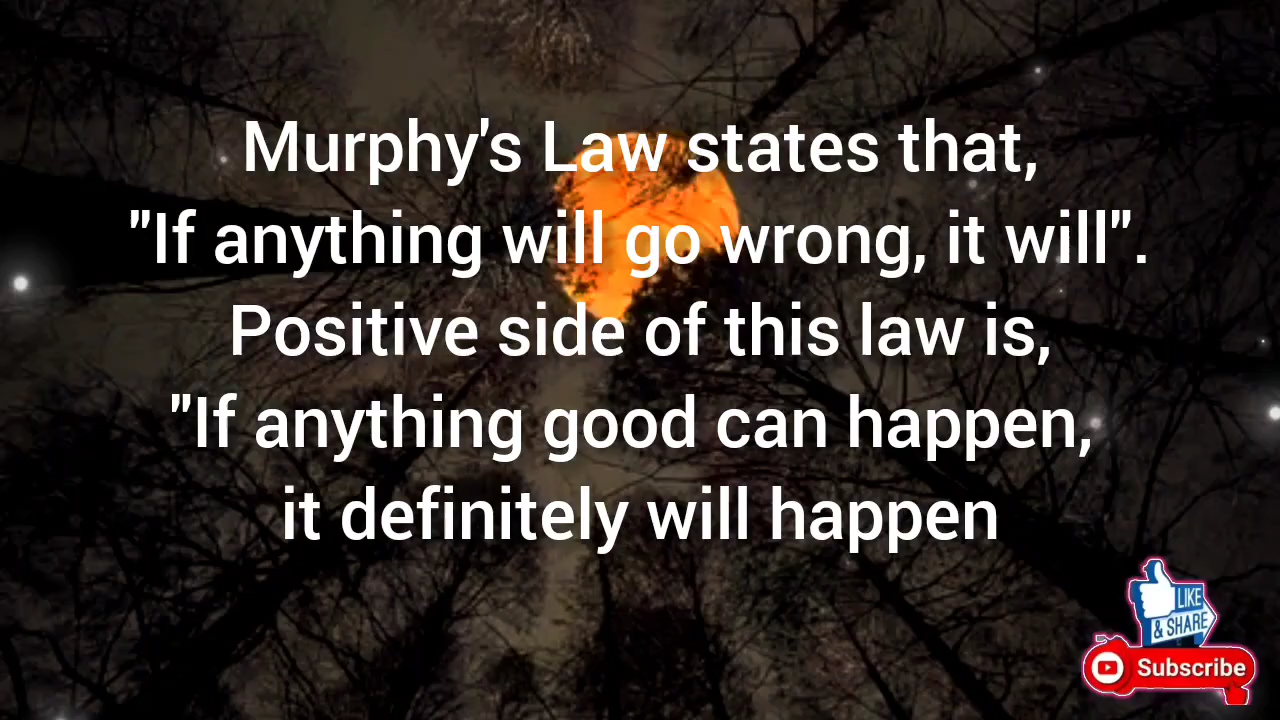 Murphy's Law states that,
"If anything will go wrong, it will".
Positive side of this law is,
"If anything good can happen,
it definitely will happen
LIKE
& SHARE
Subscribe